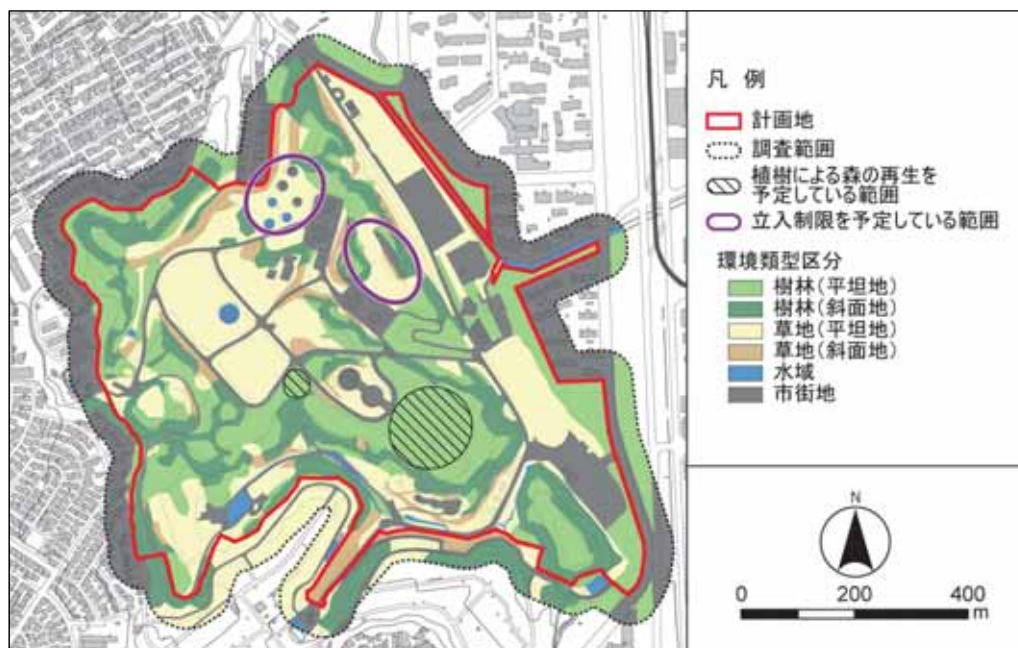 凡 例
計画地
調査範囲
植樹による森の再生を
予定している範囲
立入制限を予定している範囲
環境類型区分
樹林(平坦地)
樹林(斜面地)
草地(平坦地)
草地(斜面地)
水域
市街地
N
0 200 400
m